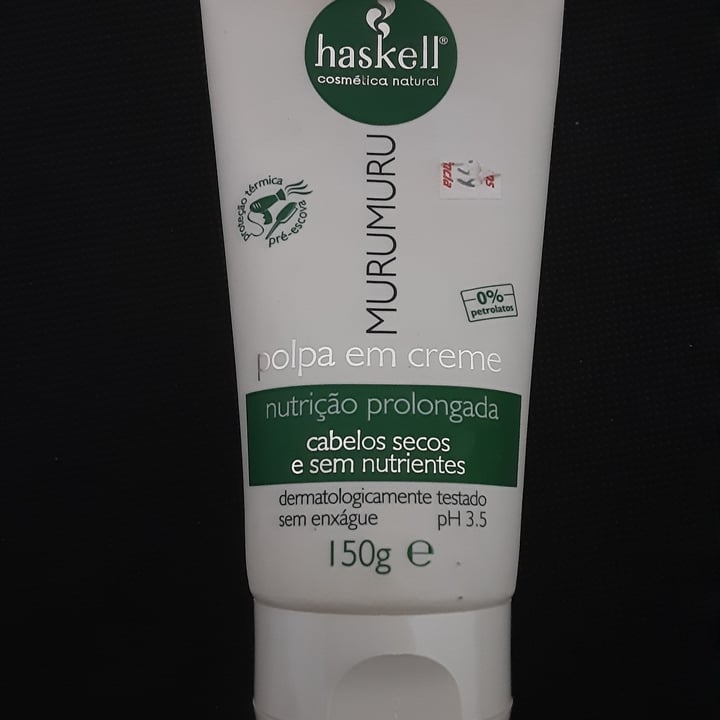 haskell®
cosmética natural
MURUMURU
proteção térmica
pré-escova
0%
petrolatos
polpa em creme
nutrição prolongada
cabelos secos
e sem nutrientes
dermatologicamente testado
sem enxágue pH 3.5
150g e